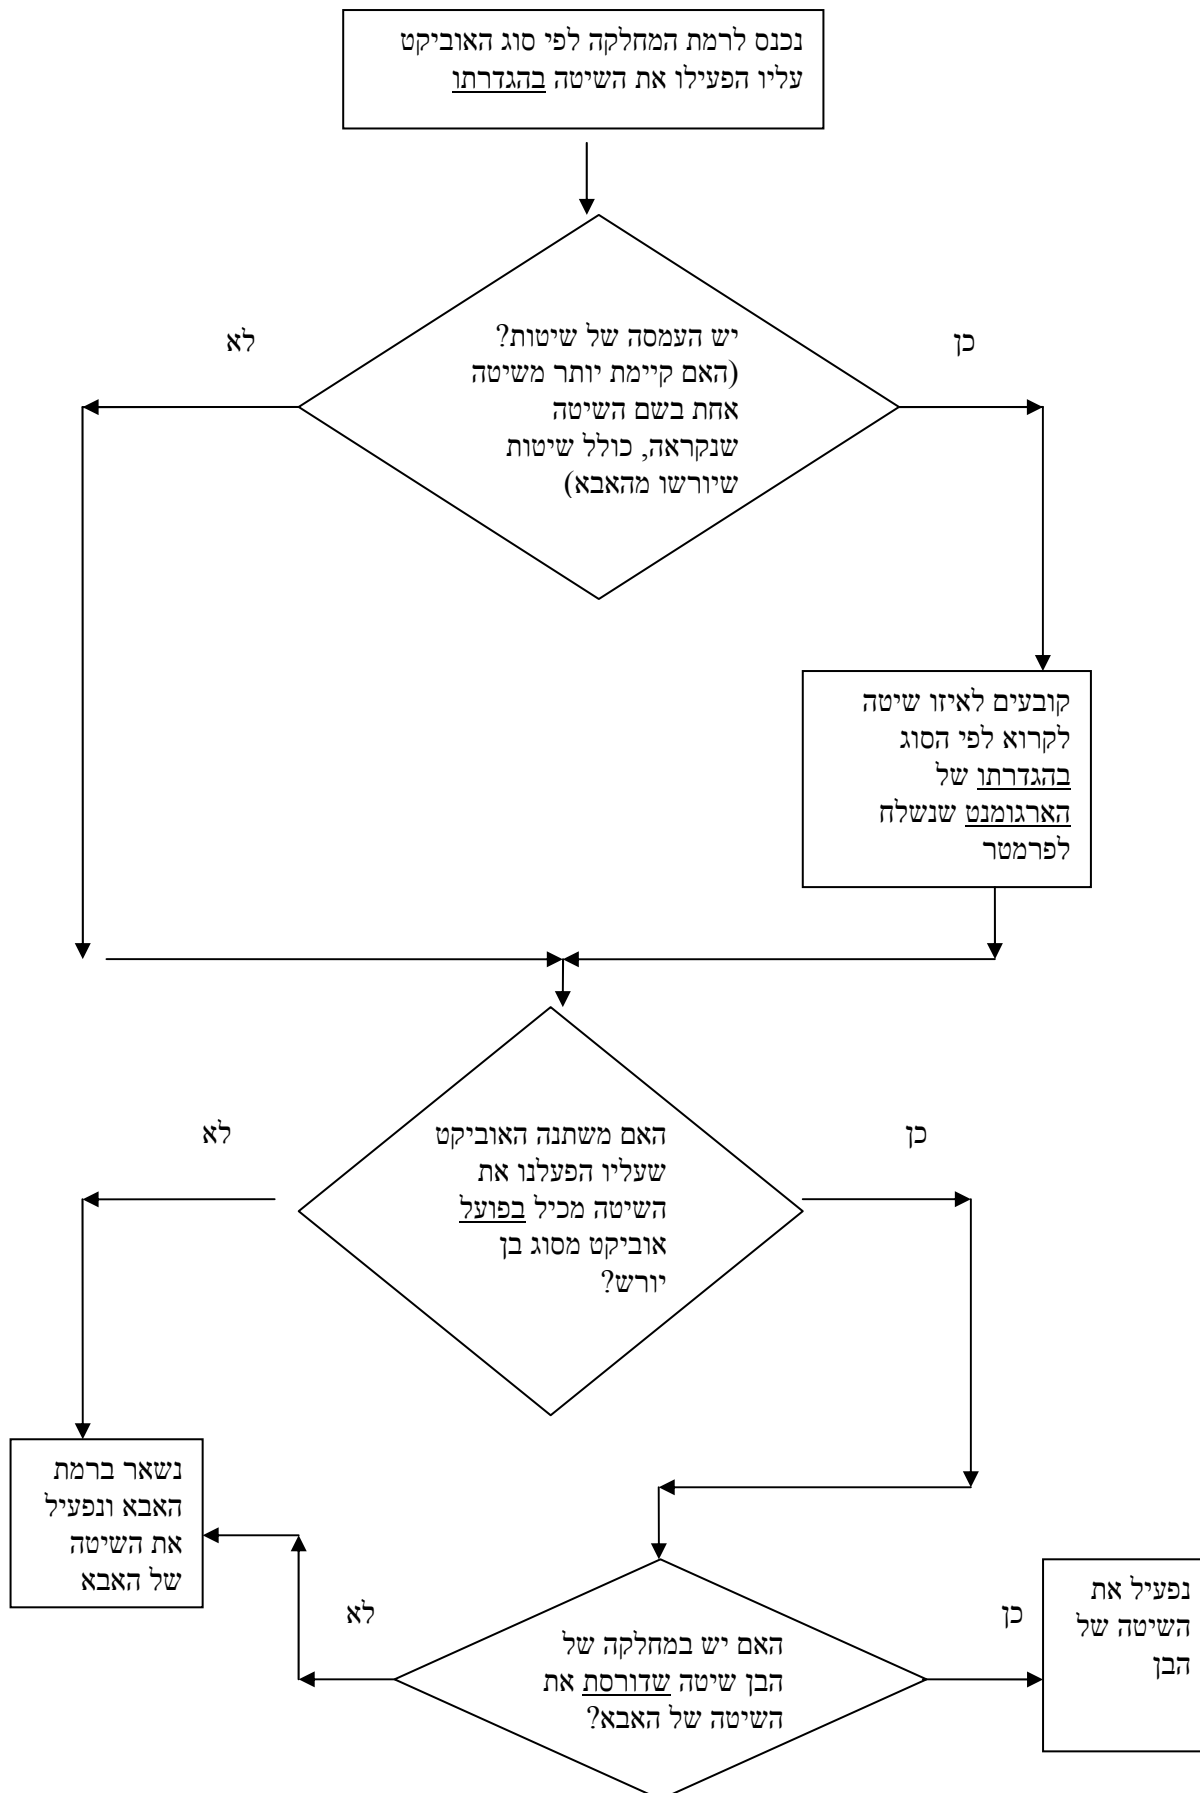 נכנס לרמת המחלקה לפי סוג האוביקט
עליו הפעילו את השיטה בהגדרתו
יש העמסה של שיטות?
(האם קיימת יותר משיטה
אחת בשם השיטה
שנקראה, כולל שיטות
שיורשו מהאבא)
כן
לא
קובעים לאיזו שיטה
לקרוא לפי הסוג
בהגדרתו של
הארגומנט שנשלח
לפרמטר
האם משתנה האוביקט
שעליו הפעלנו את
השיטה מכיל בפועל
אוביקט מסוג בן
יורש?
כן
לא
נשאר ברמת
האבא ונפעיל
את השיטה
של האבא
האם יש במחלקה של
הבן שיטה שדורסת את
השיטה של האבא?
כן
לא
נפעיל את
השיטה של
הבן